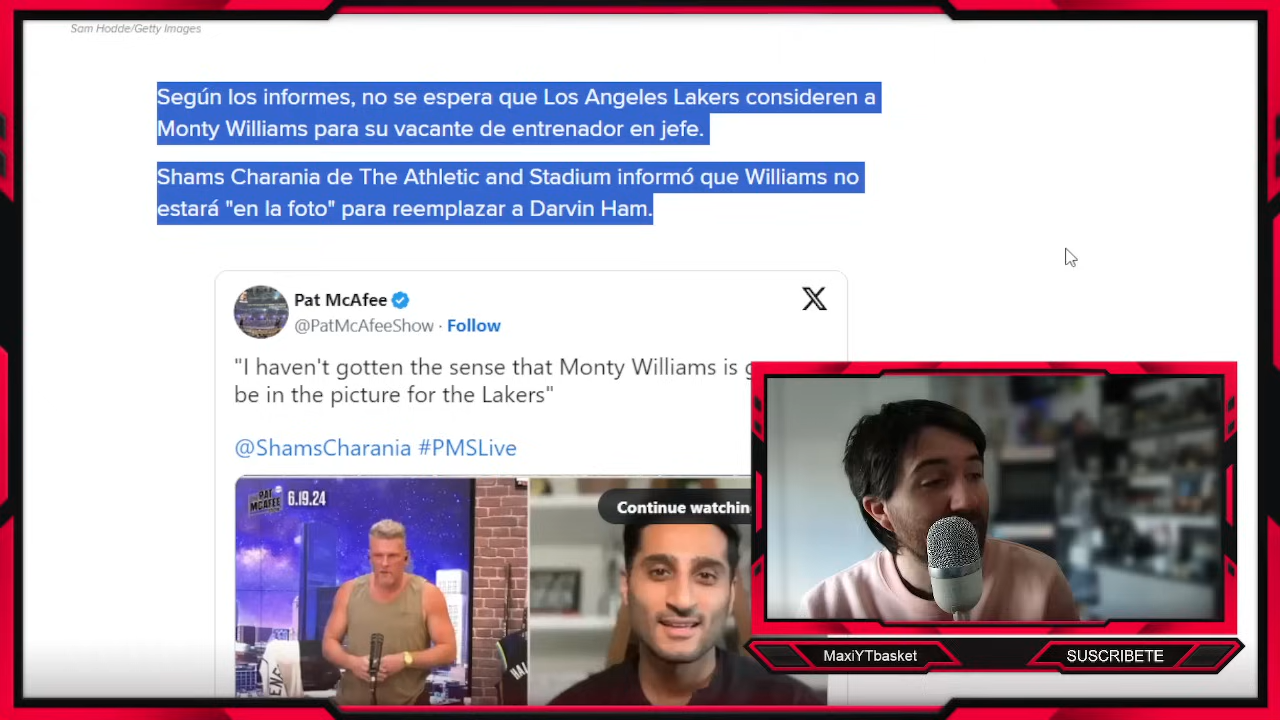 Sam Hodde/Getty Images
Según los informes, no se espera que Los Angeles Lakers consideren a
Monty Williams para su vacante de entrenador en jefe.
Shams Charania de The Athletic and Stadium informó que Williams no
estará "en la foto" para reemplazar a Darvin Ham.
Pat McAfee
@PatMcAfeeShow · Follow
"I haven't gotten the sense that Monty Williams is
be in the picture for the Lakers"
@ShamsCharania #PMSLive
PAT
MCAFEE
6.19.24
Continue watching
MaxiYTbasket
SUSCRIBETE